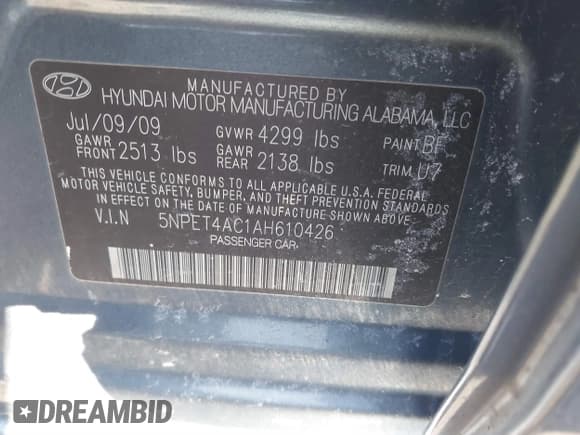 MANUFACTURED BY
HYUNDAI MOTOR MANUFACTURING ALABAMA, LLC
Jul/09/09 GVWR 4299 lbs PAINT BF
GAWR FRONT 2513 lbs GAWR REAR 2138 lbs TRIM U7
THIS VEHICLE CONFORMS TO ALL APPLICABLE U.S.A. FEDERAL
MOTOR VEHICLE SAFETY, BUMPER, AND THEFT PREVENTION STANDARDS
IN EFFECT ON THE DATE OF MANUFACTURE SHOWN ABOVE.
V.I.N 5NPET4AC1AH610426
PASSENGER CAR
DREAMBID